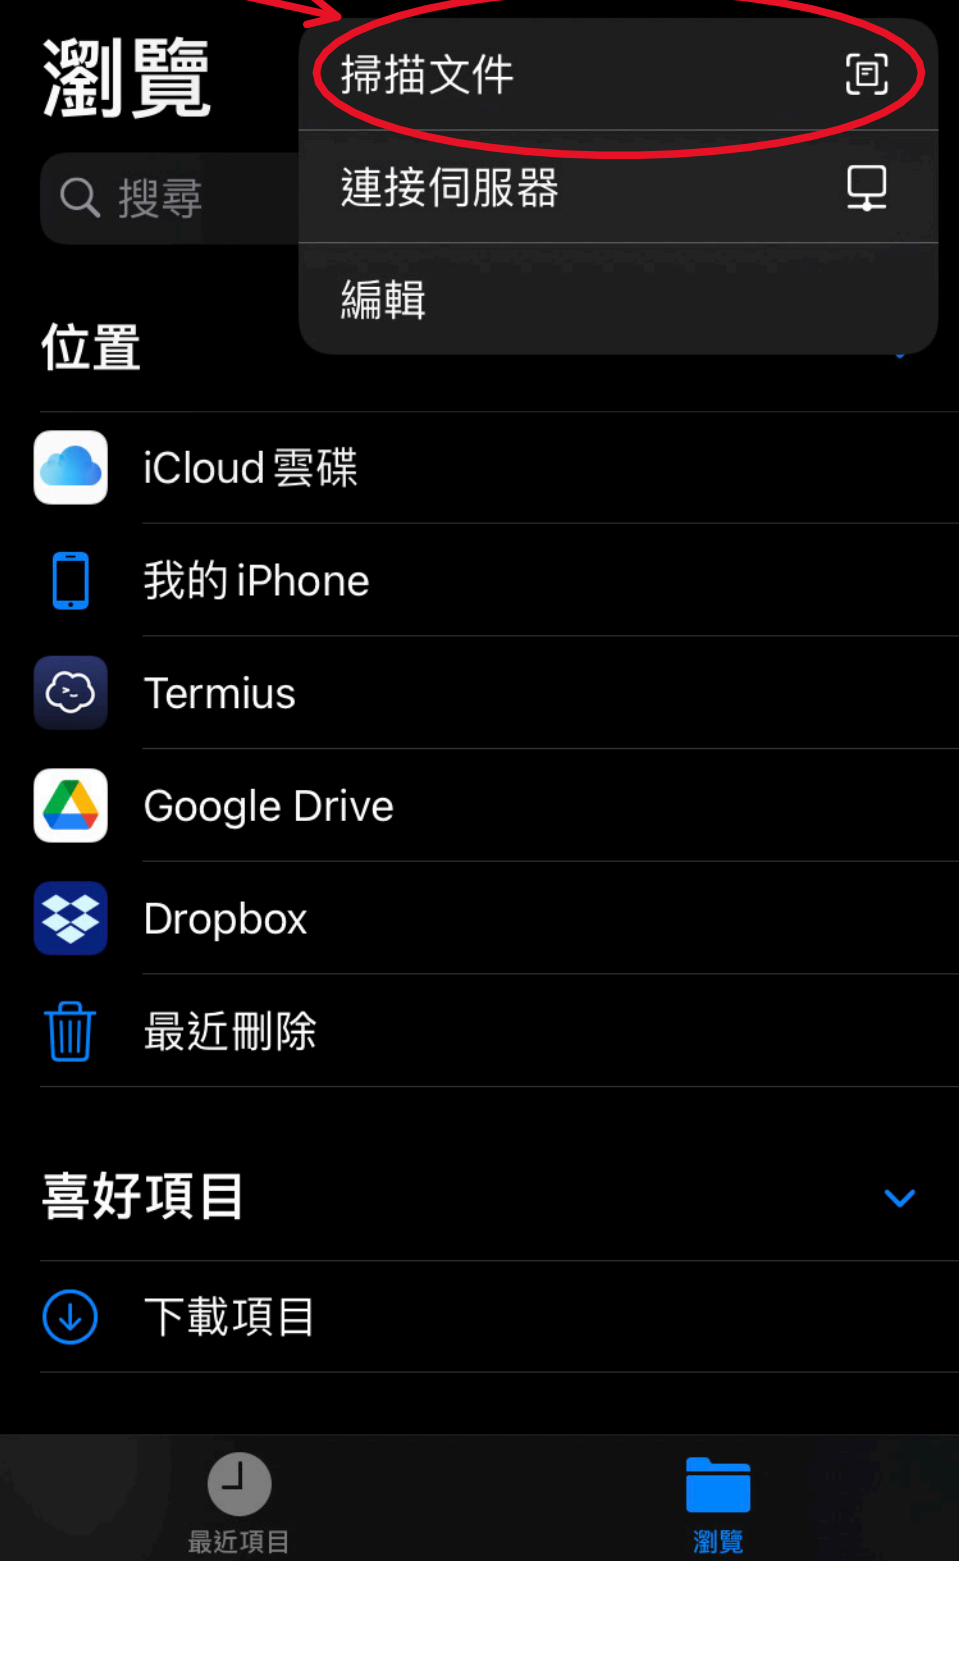 瀏覽
掃描文件
連接伺服器
編輯
搜尋
位置
iCloud 雲碟
我的 iPhone
Termius
Google Drive
Dropbox
最近刪除
喜好項目
下載項目
最近項目
瀏覽